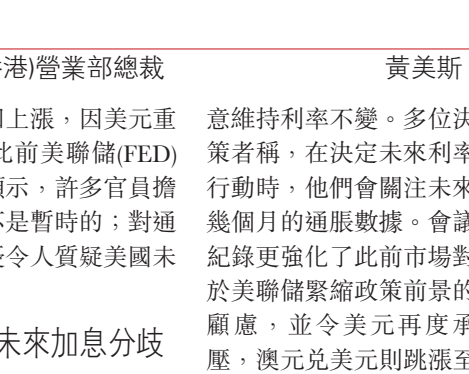 港)營業部總裁
黃美斯
上漲，因美元重
此前美聯儲(FED)
顯示，許多官員擔
不是暫時的；對通
令人質疑美國未
未來加息分歧
意維持利率不變。多位決
策者稱，在決定未來利率
行動時，他們會關注未來
幾個月的通脹數據。會議
紀錄更強化了此前市場對
於美聯儲緊縮政策前景的
顧慮，並令美元再度承
壓，澳元兑美元則跳漲至